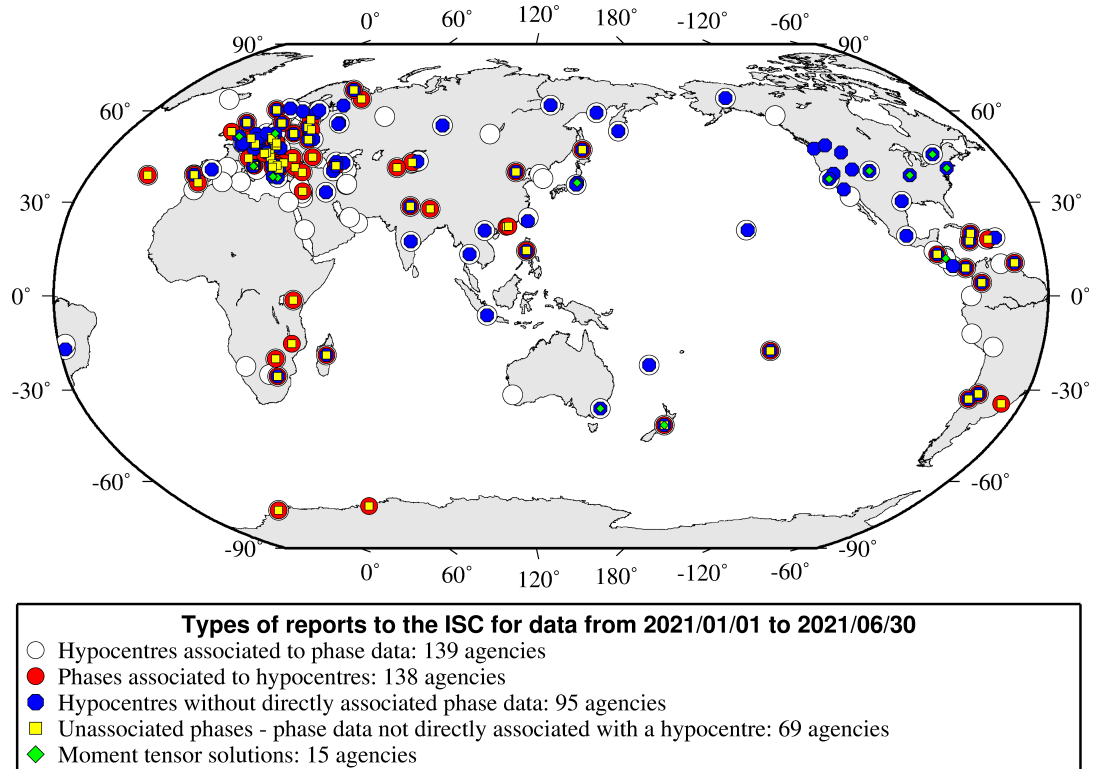 0° 60° 120° 180° -120° -60°
90° 90°
60° 60°
30° 30°
0° 0°
-30° -30°
-60° -60°
-90° -90°
0° 60° 120° 180° -120° -60°
Types of reports to the ISC for data from 2021/01/01 to 2021/06/30
Hypocentres associated to phase data: 139 agencies
Phases associated to hypocentres: 138 agencies
Hypocentres without directly associated phase data: 95 agencies
Unassociated phases - phase data not directly associated with a hypocentre: 69 agencies
Moment tensor solutions: 15 agencies